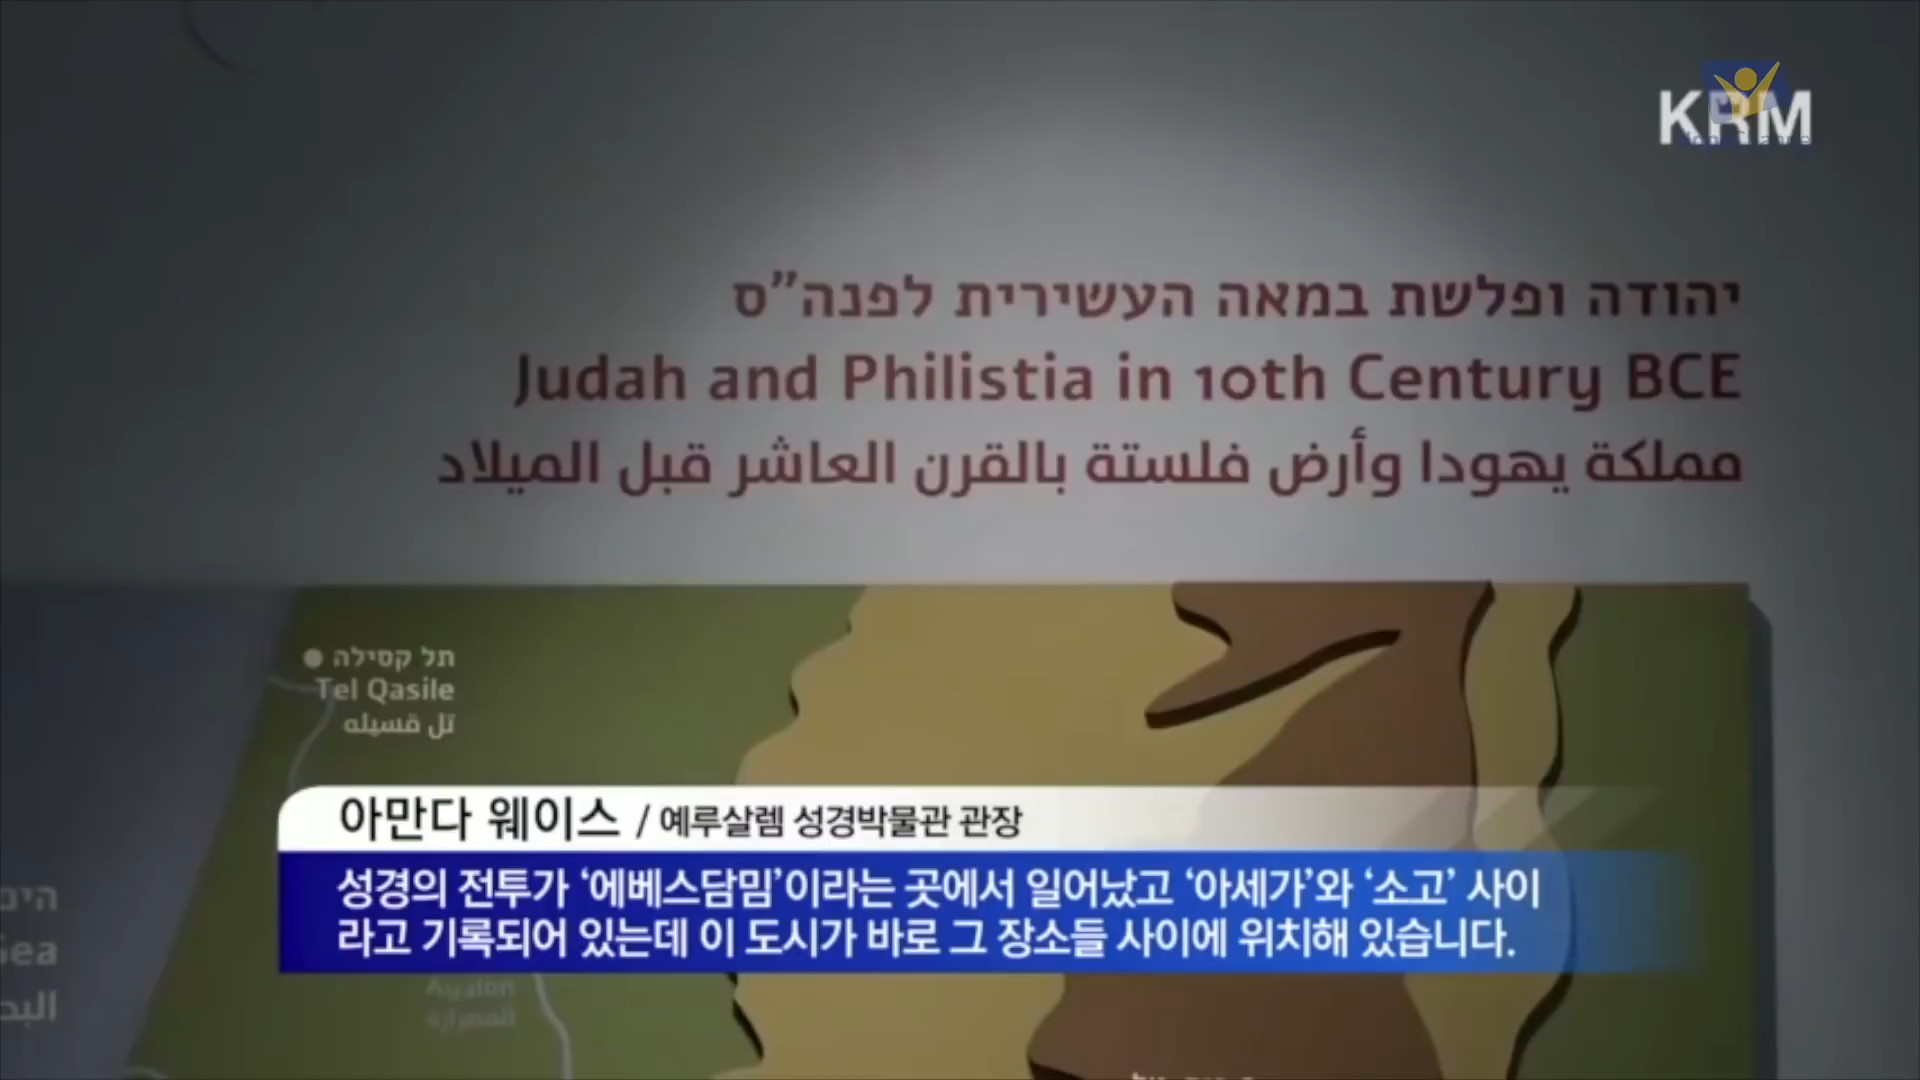 KRM
יהודה ופלשת במאה העשירית לפנה"ס
Judah and Philistia in 10th Century BCE
مملكة يهودا وأرض فلستة بالقرن العاشر قبل الميلاد
תל קסילה
Tel Qasile
تل قسيله
아만다 웨이스 / 예루살렘 성경박물관 관장
성경의 전투가 ‘에베스담밈’이라는 곳에서 일어났고 ‘아세가’와 ‘소고’ 사이
라고 기록되어 있는데 이 도시가 바로 그 장소들 사이에 위치해 있습니다.
הים
Sea
Ayalon